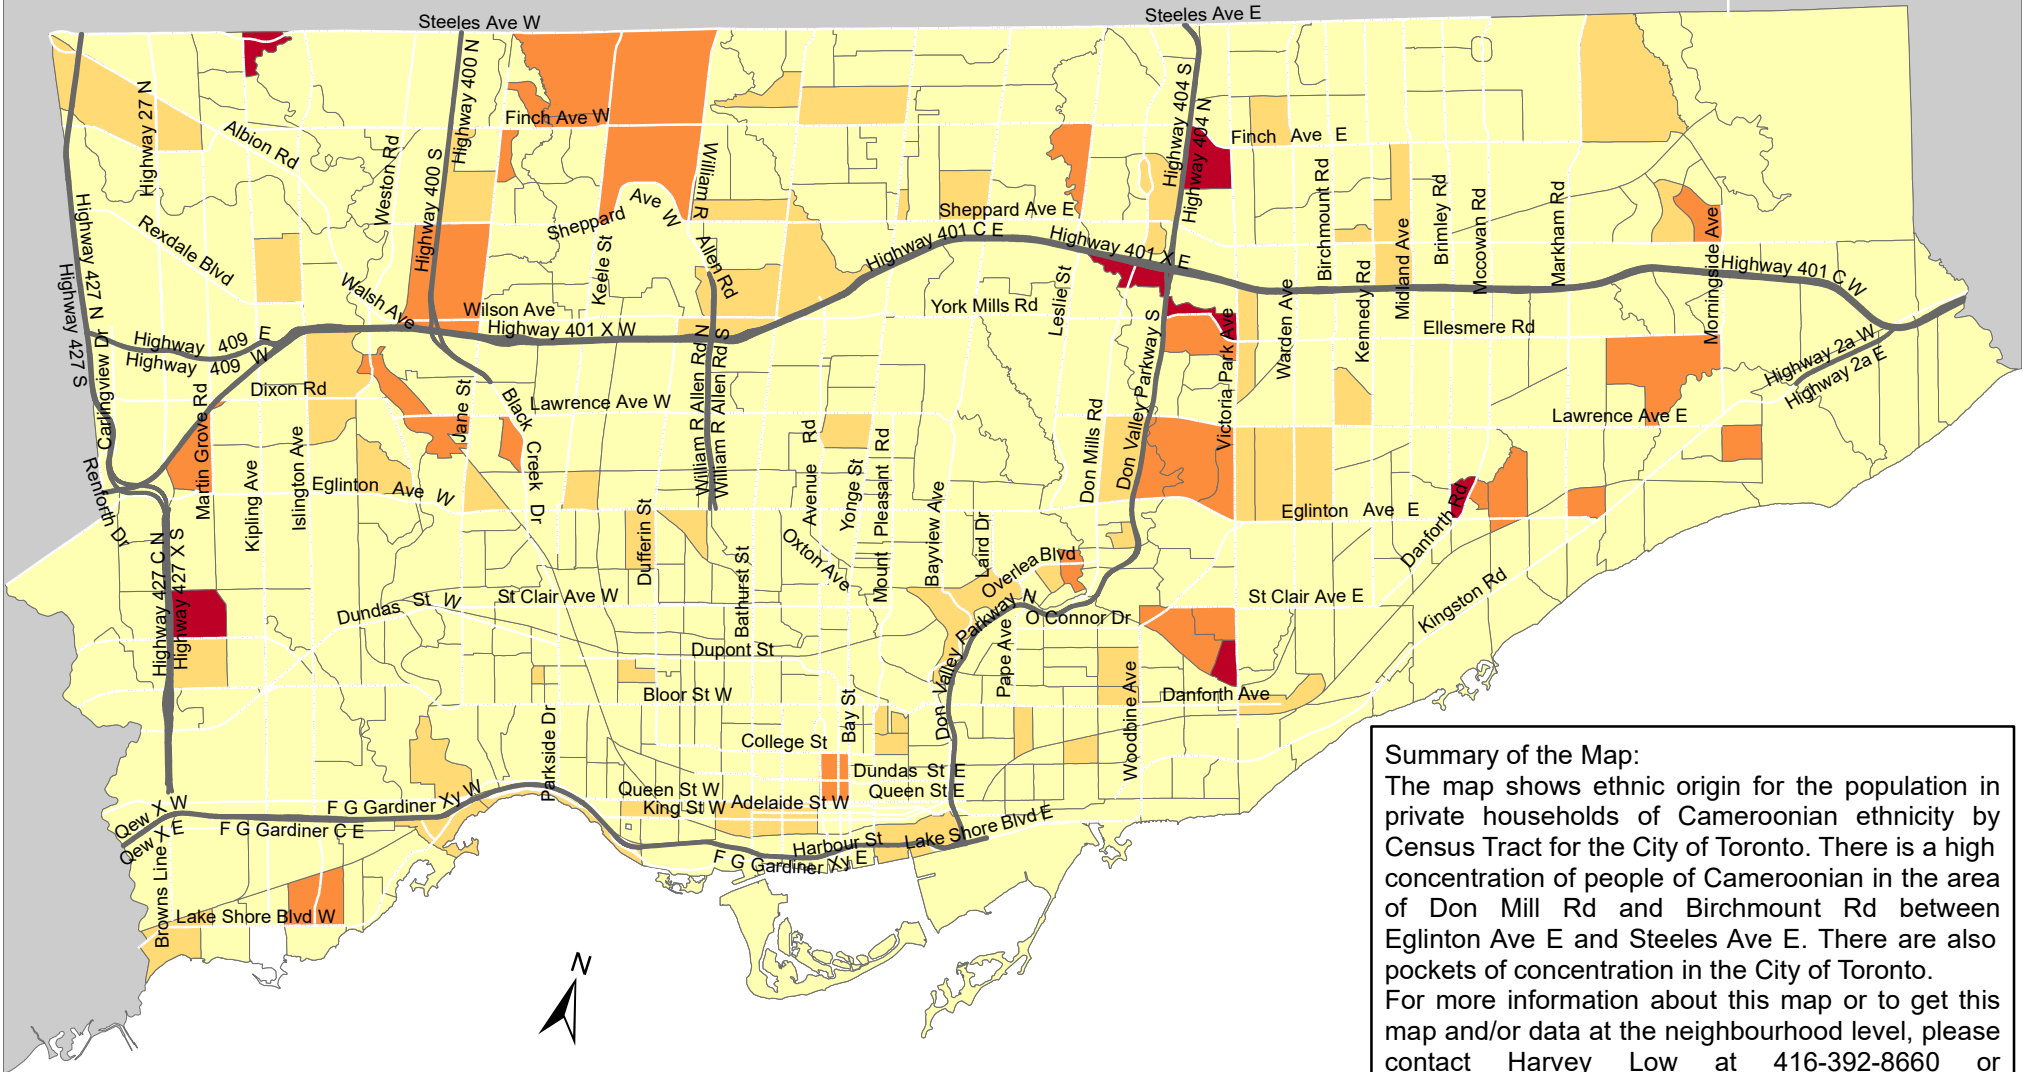 Steeles Ave W
Steeles Ave E
Highway 27 N
Albion Rd
Weston Rd
Highway 400 N
Highway 400 S
Finch Ave W
William R Allen Rd
Highway 404 S
Highway 404 N
Finch Ave E
Birchmount Rd
Midland Ave
Brimley Rd
Mccowan Rd
Markham Rd
Morningside Ave
Highway 427 N
Highway 427 S
Rexdale Blvd
Walsh Ave
Sheppard Ave W
Keele St
Sheppard Ave E
Highway 401 C E
Highway 401 X E
Highway 401 C W
Wilson Ave
Highway 401 X W
York Mills Rd
Leslie St
Victoria Park Ave
Warden Ave
Kennedy Rd
Ellesmere Rd
Highway 2a W
Highway 2a E
Highway 409 E
Highway 409 W
Carlingview Dr
Dixon Rd
Martin Grove Rd
Jane St
Black Creek Dr
Lawrence Ave W
William R Allen Rd N
William R Allen Rd S
Avenue Rd
Yonge St
Mount Pleasant Rd
Don Mills Rd
Don Valley Parkway S
Lawrence Ave E
Renforth Dr
Kipling Ave
Islington Ave
Eglinton Ave W
Dufferin St
Bathurst St
Oxton Ave
Bayview Ave
Laird Dr
Overlea Blvd
Eglinton Ave E
Danforth Rd
Kingston Rd
Highway 427 C N
Highway 427 X S
Dundas St W
St Clair Ave W
St Clair Ave E
Don Valley Parkway N
O Connor Dr
Dupont St
Pape Ave
Woodbine Ave
Bloor St W
Danforth Ave
Parkside Dr
Bay St
College St
Dundas St E
Queen St W
Queen St E
King St W
Adelaide St W
Qew X W
Qew X E
F G Gardiner Xy W
F G Gardiner C E
Harbour St
Lake Shore Blvd E
F G Gardiner Xy E
Browns Line
Lake Shore Blvd W
N
Summary of the Map:
The map shows ethnic origin for the population in
private households of Cameroonian ethnicity by
Census Tract for the City of Toronto. There is a high
concentration of people of Cameroonian in the area
of Don Mill Rd and Birchmount Rd between
Eglinton Ave E and Steeles Ave E. There are also
pockets of concentration in the City of Toronto.
For more information about this map or to get this
map and/or data at the neighbourhood level, please
contact Harvey Low at 416-392-8660 or